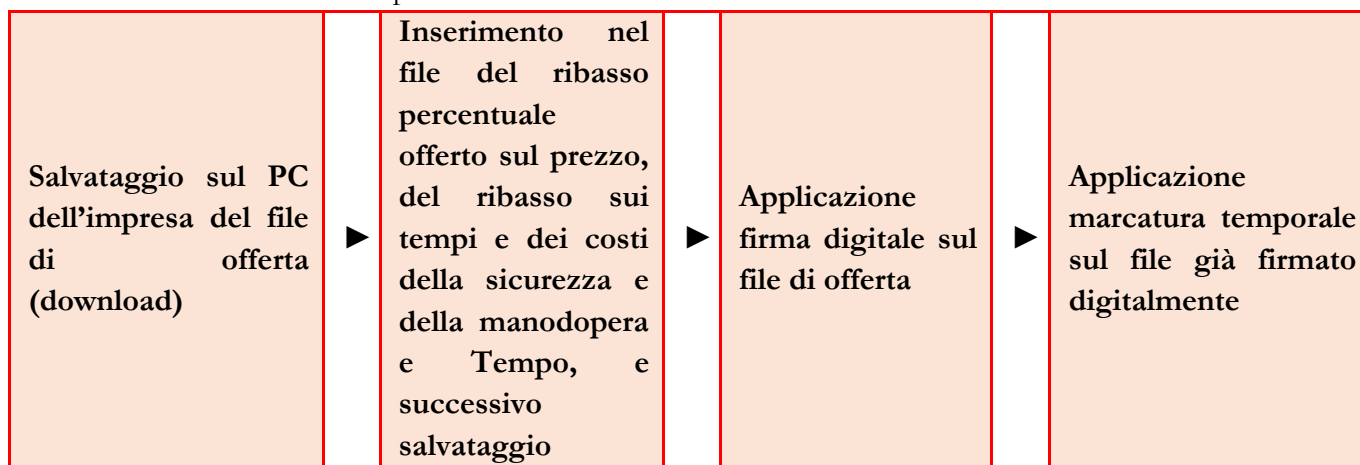 Salvataggio sul PC
dell’impresa del file
di offerta
(download)
►
Inserimento nel
file del ribasso
percentuale
offerto sul prezzo,
del ribasso sui
tempi e dei costi
della sicurezza e
della manodopera
e Tempo, e
successivo
salvataggio
►
Applicazione
firma digitale sul
file di offerta
►
Applicazione
marcatura temporale
sul file già firmato
digitalmente